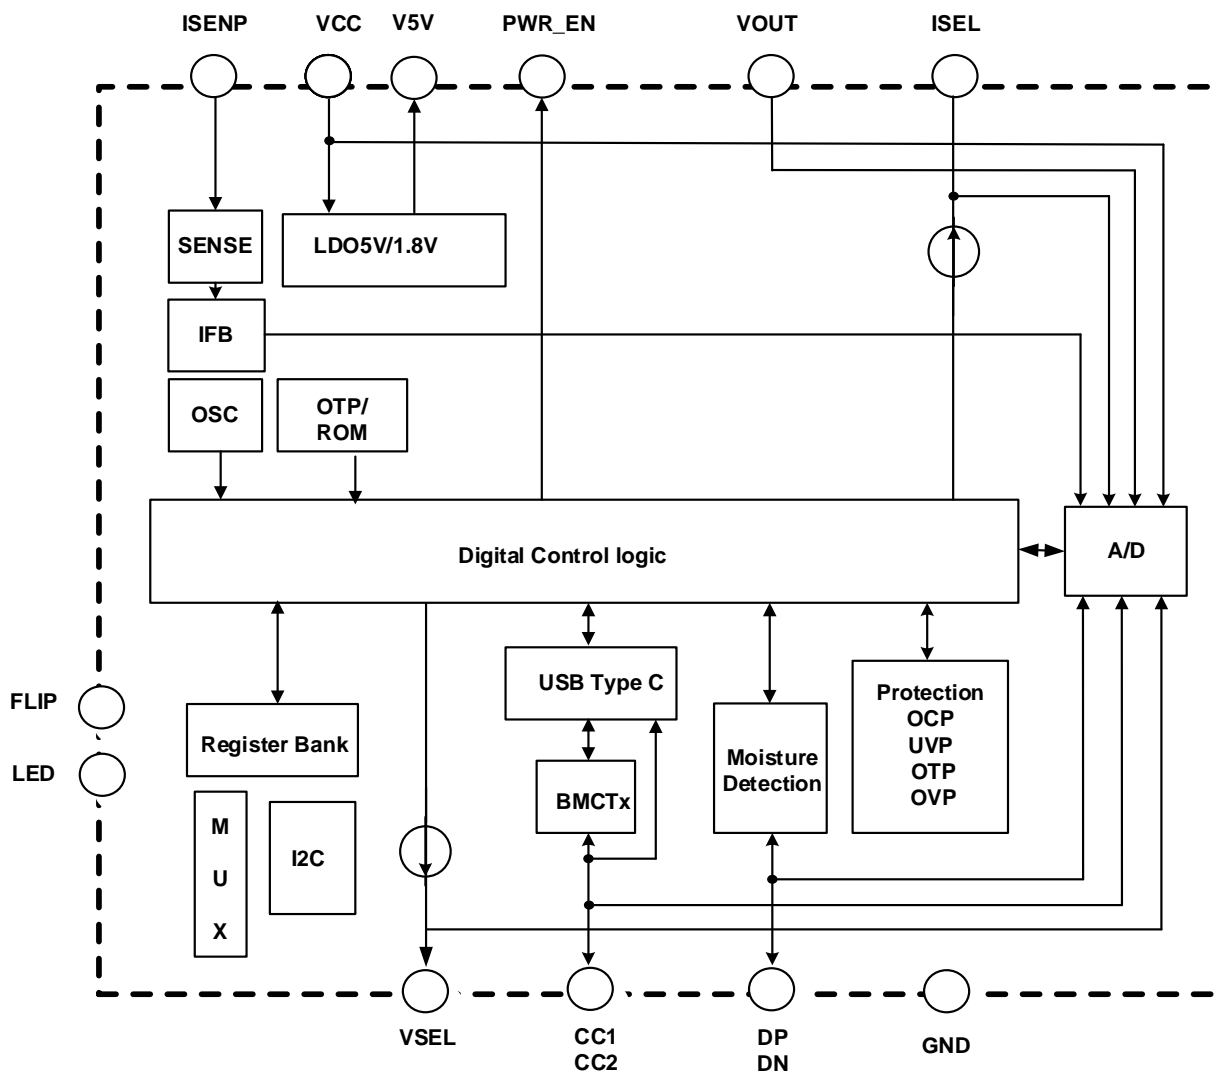 ISENP
VCC
V5V
PWR_EN
VOUT
ISEL
SENSE
LDO5V/1.8V
IFB
OSC
OTP/
ROM
Digital Control logic
A/D
FLIP
LED
Register Bank
USB Type C
BMCTx
Moisture
Detection
Protection
OCP
UVP
OTP
OVP
M
U
X
I2C
VSEL
CC1
CC2
DP
DN
GND